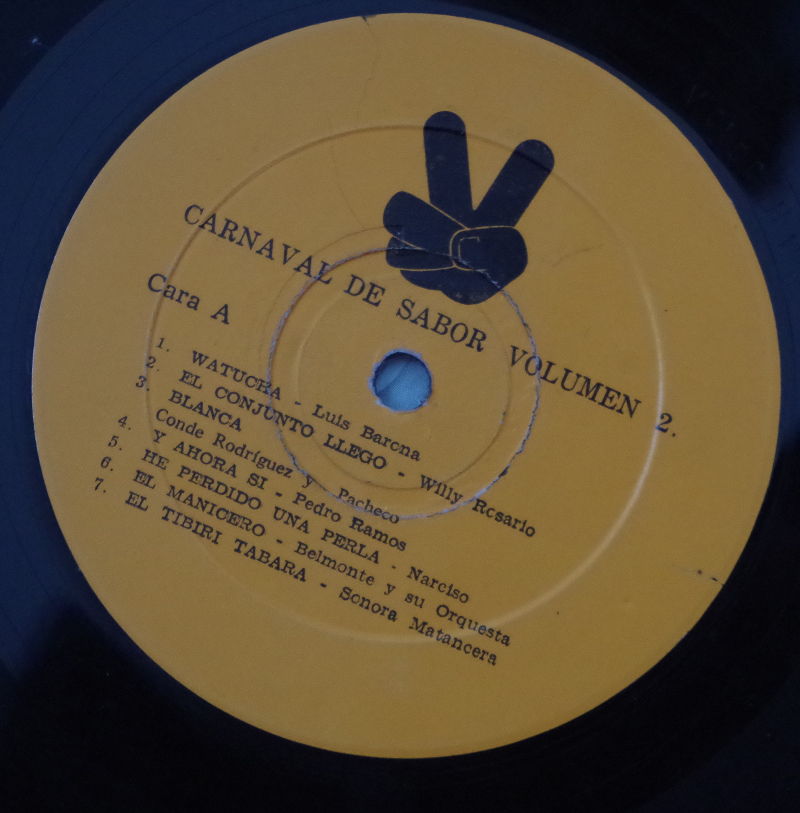 CARNAVAL DE SABOR VOLUMEN 2.
Cara A
1. WATUCHA - Luis Barona
2. EL CONJUNTO LLEGO - Willy Rosario
3. BLANCA
Conde Rodríguez y Pacheco
4. Y AHORA SI - Pedro Ramos
5. HE PERDIDO UNA PERLA - Narciso
6. EL MANICERO - Belmonte y su Orquesta
7. EL TIBIRI TABARA - Sonora Matancera